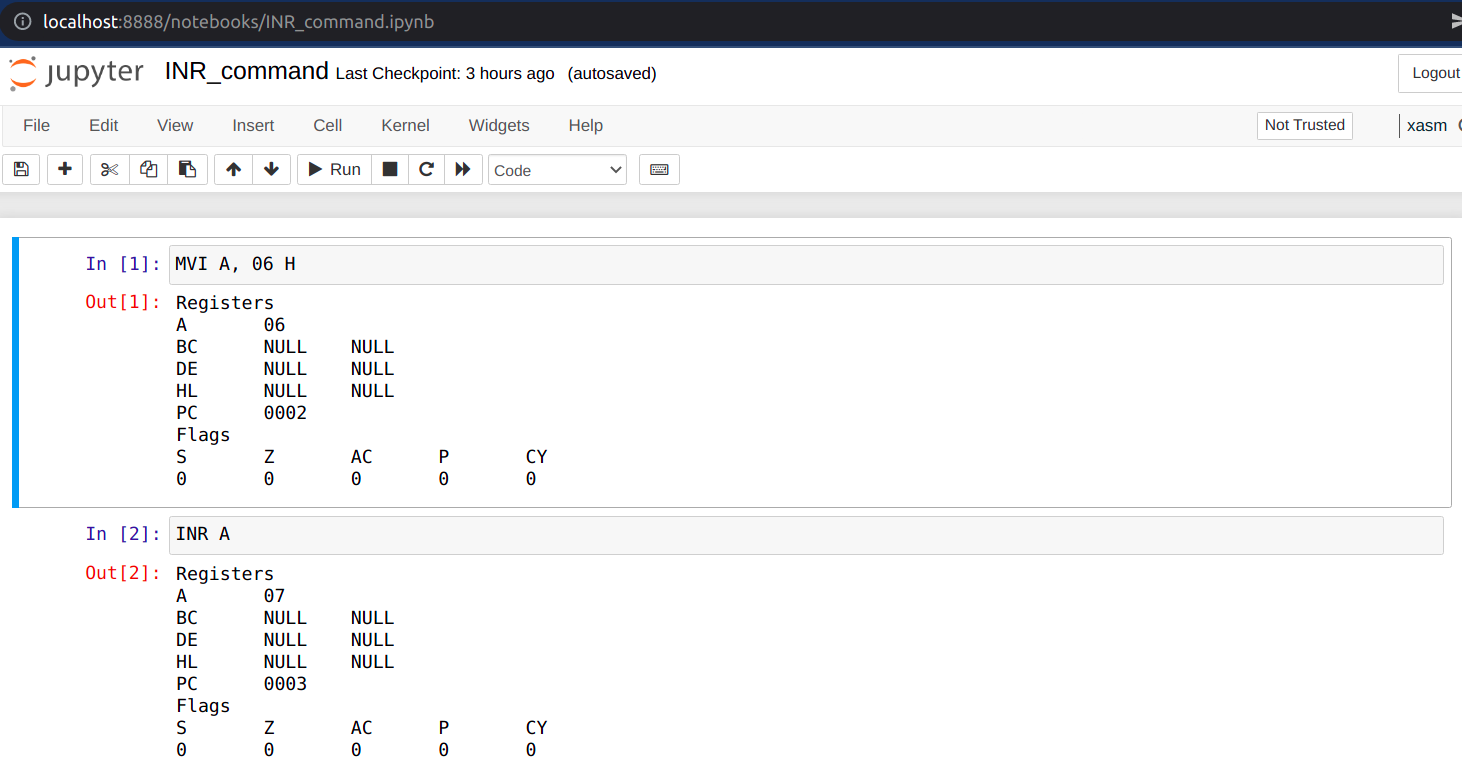 localhost:8888/notebooks/INR_command.ipynb
jupyter INR_command Last Checkpoint: 3 hours ago (autosaved) Logout
File Edit View Insert Cell Kernel Widgets Help Not Trusted xasm
Run Code
In [1]: MVI A, 06 H
Out[1]: Registers
A 06
BC NULL NULL
DE NULL NULL
HL NULL NULL
PC 0002
Flags
S Z AC P CY
0 0 0 0 0
In [2]: INR A
Out[2]: Registers
A 07
BC NULL NULL
DE NULL NULL
HL NULL NULL
PC 0003
Flags
S Z AC P CY
0 0 0 0 0